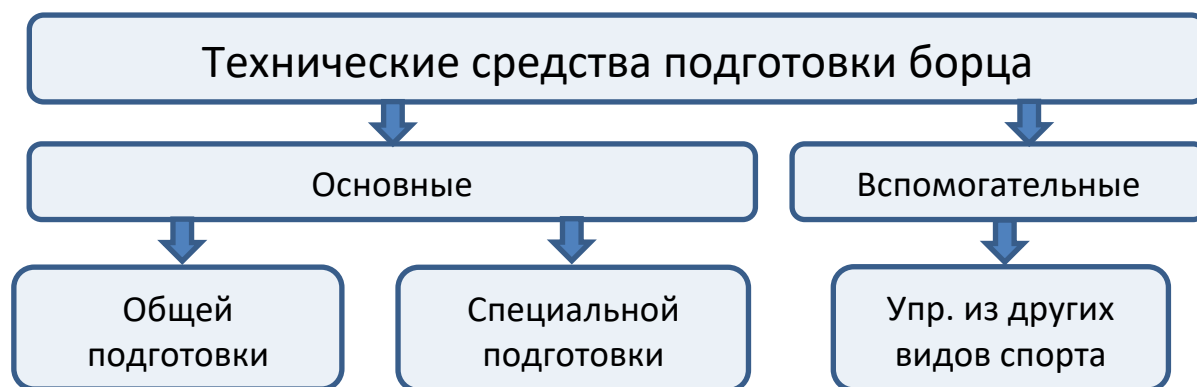 Технические средства подготовки борца
Основные
Вспомогательные
Общей
подготовки
Специальной
подготовки
Упр. из других
видов спорта